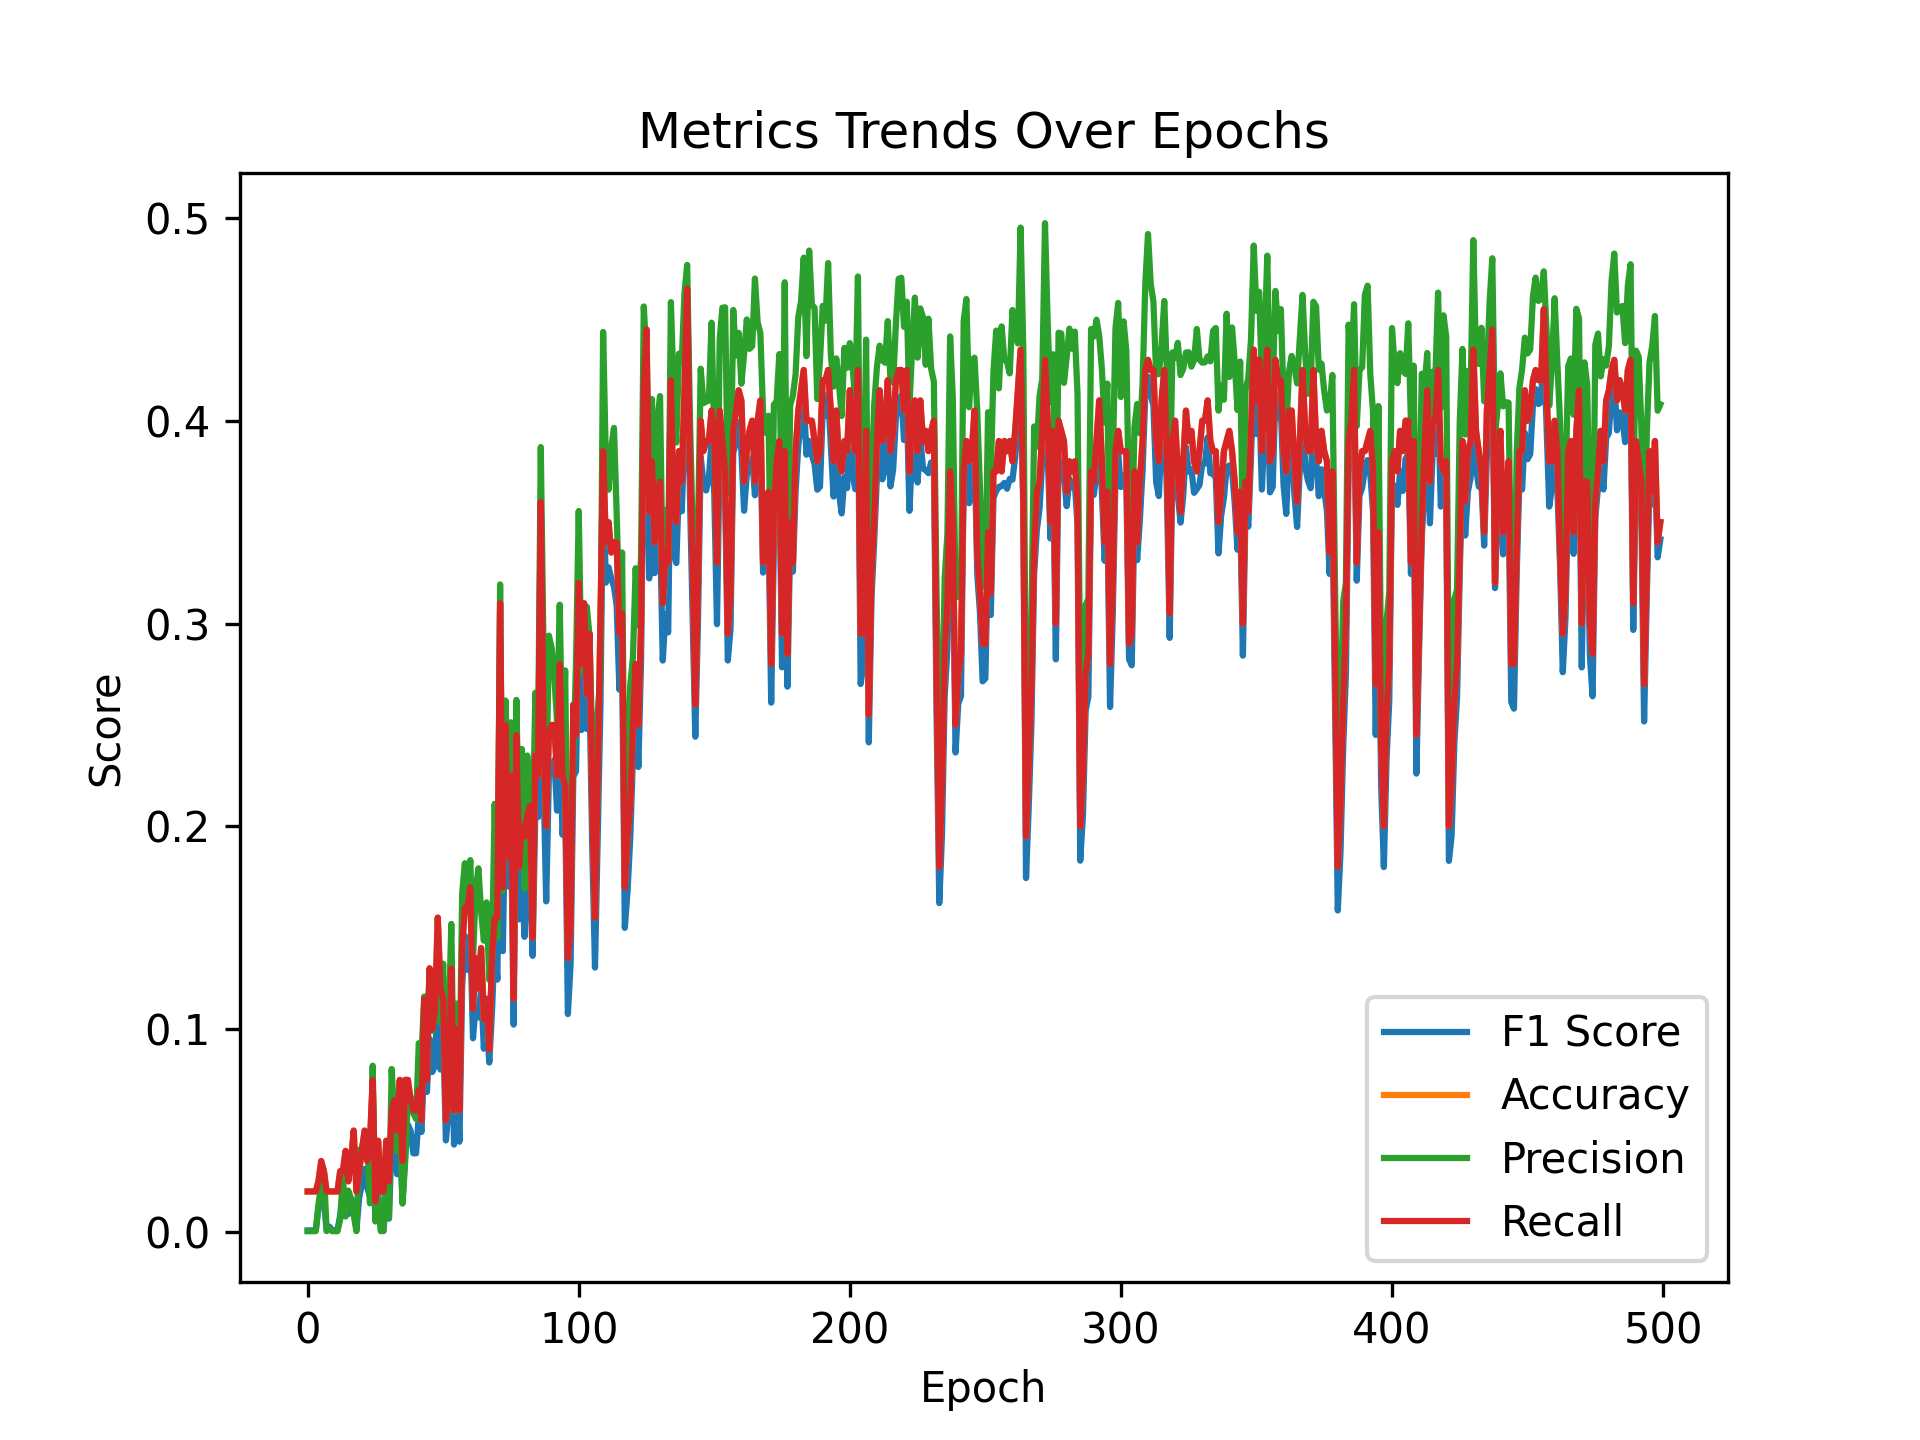 Metrics Trends Over Epochs
Score
0.5
0.4
0.3
0.2
0.1
0.0
F1 Score
Accuracy
Precision
Recall
0 100 200 300 400 500
Epoch